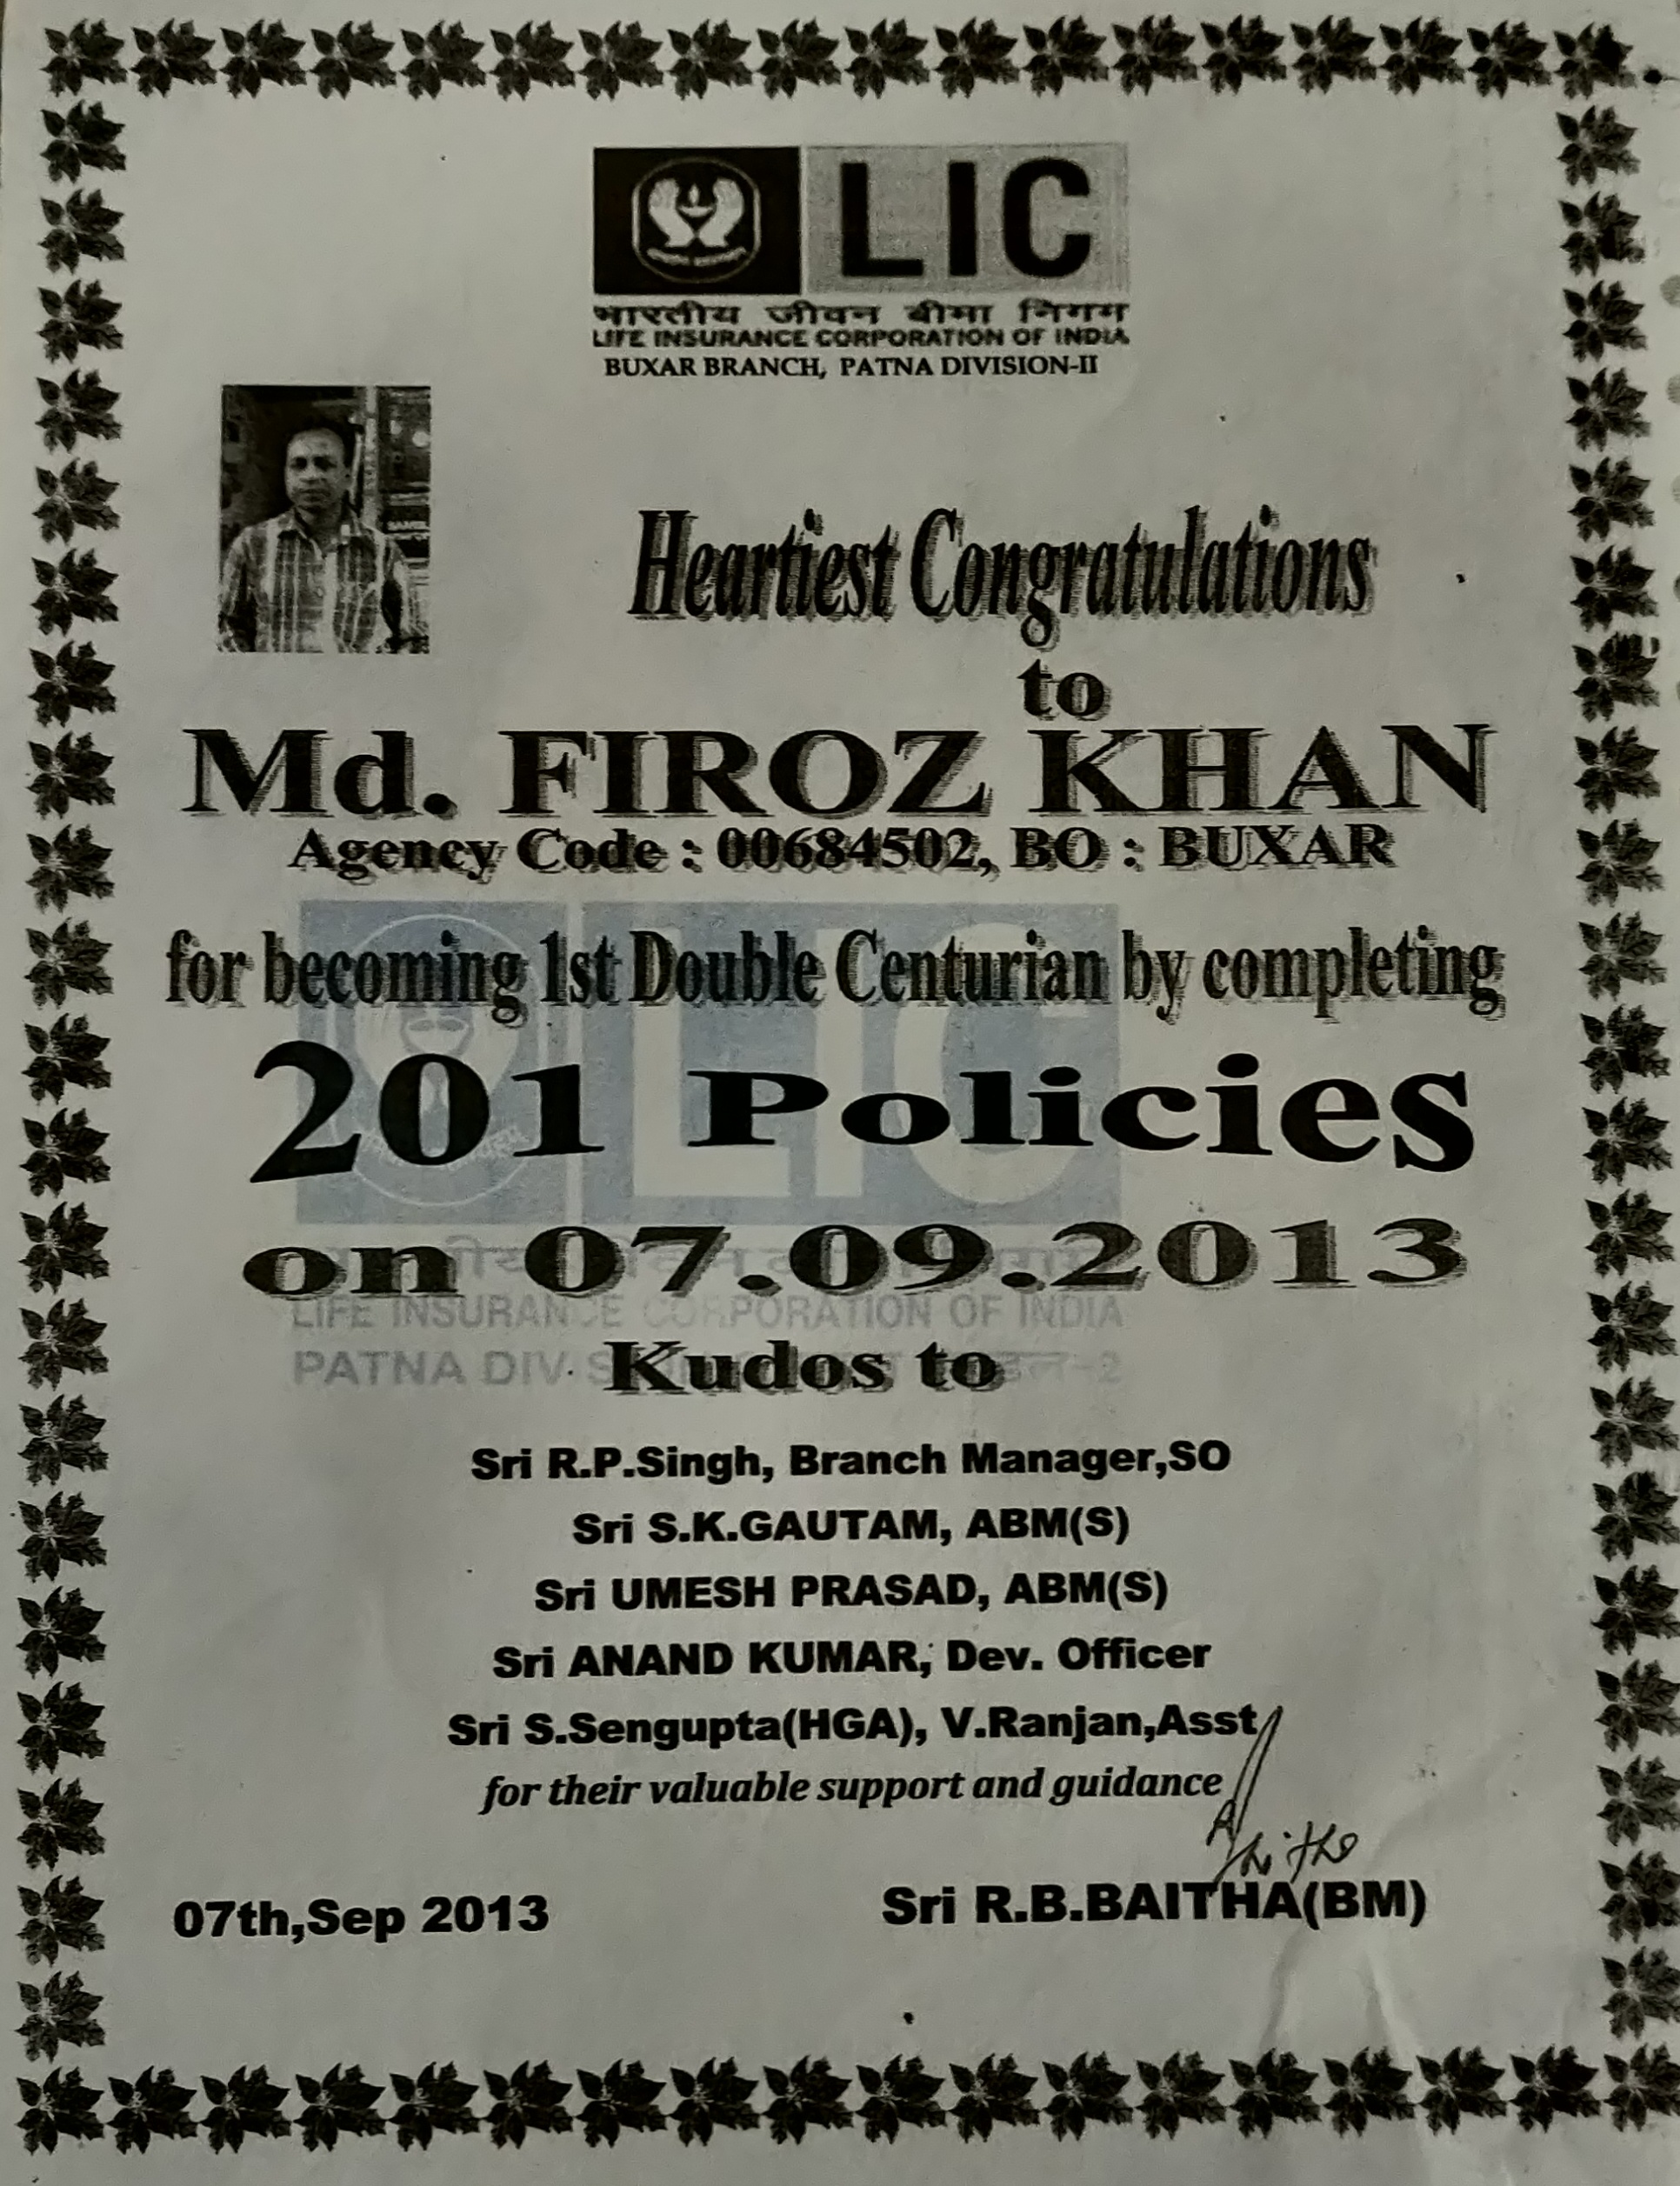 LIC
भारतीय जीवन बीमा निगम
LIFE INSURANCE CORPORATION OF INDIA
BUXAR BRANCH, PATNA DIVISION-II
Heartiest Congratulations
to
Md. FIROZ KHAN
Agency Code : 00684502, BO : BUXAR
for becoming 1st Double Centurian by completing
LIC
201 Policies
on 07.09.2013
LIFE INSURANCE CORPORATION OF INDIA
PATNA
Kudos to
Sri R.P.Singh, Branch Manager,SO
Sri S.K.GAUTAM, ABM(S)
Sri UMESH PRASAD, ABM(S)
Sri ANAND KUMAR, Dev. Officer
Sri S.Sengupta(HGA), V.Ranjan,Asst
for their valuable support and guidance
07th,Sep 2013 Sri R.B.BAITHA(BM)